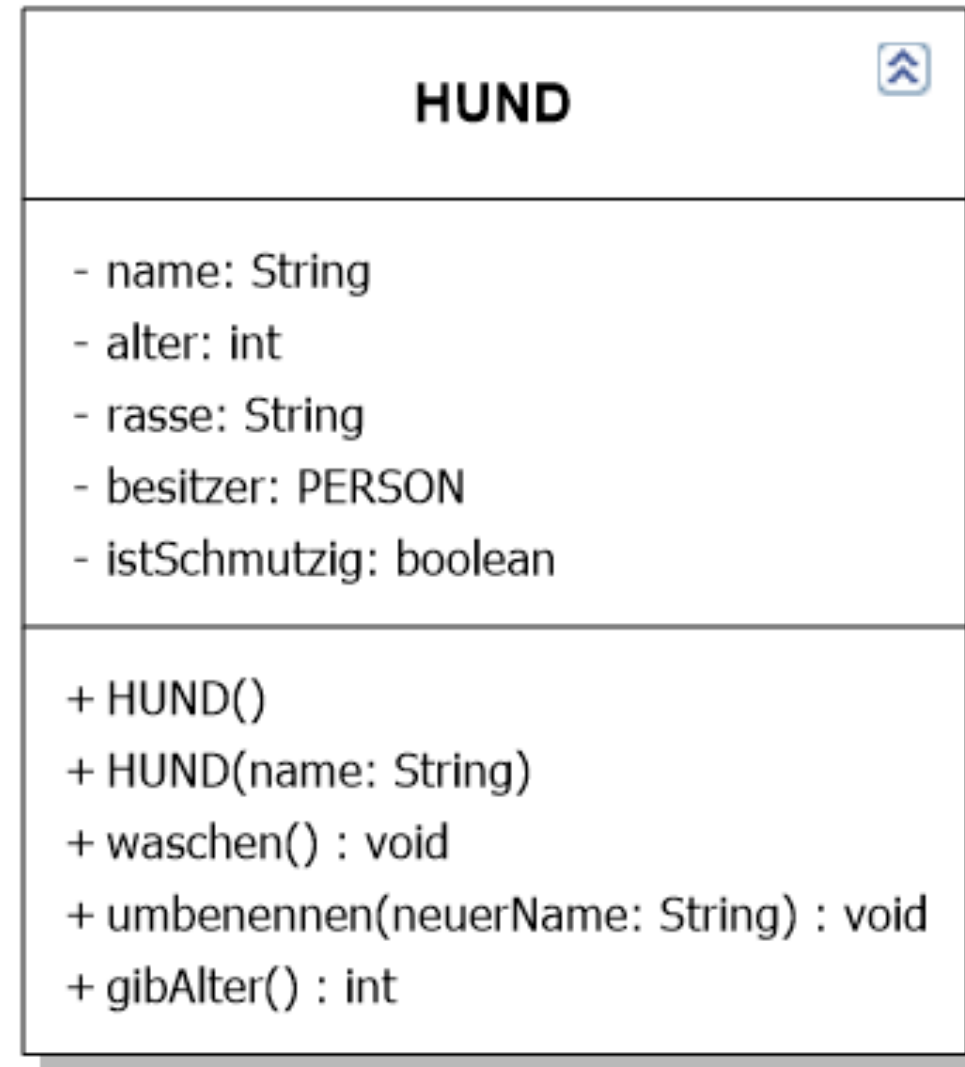 HUND
- name: String
- alter: int
- rasse: String
- besitzer: PERSON
- istSchmutzig: boolean
+ HUND()
+ HUND(name: String)
+ waschen() : void
+ umbenennen(neuerName: String) : void
+ gibAlter() : int